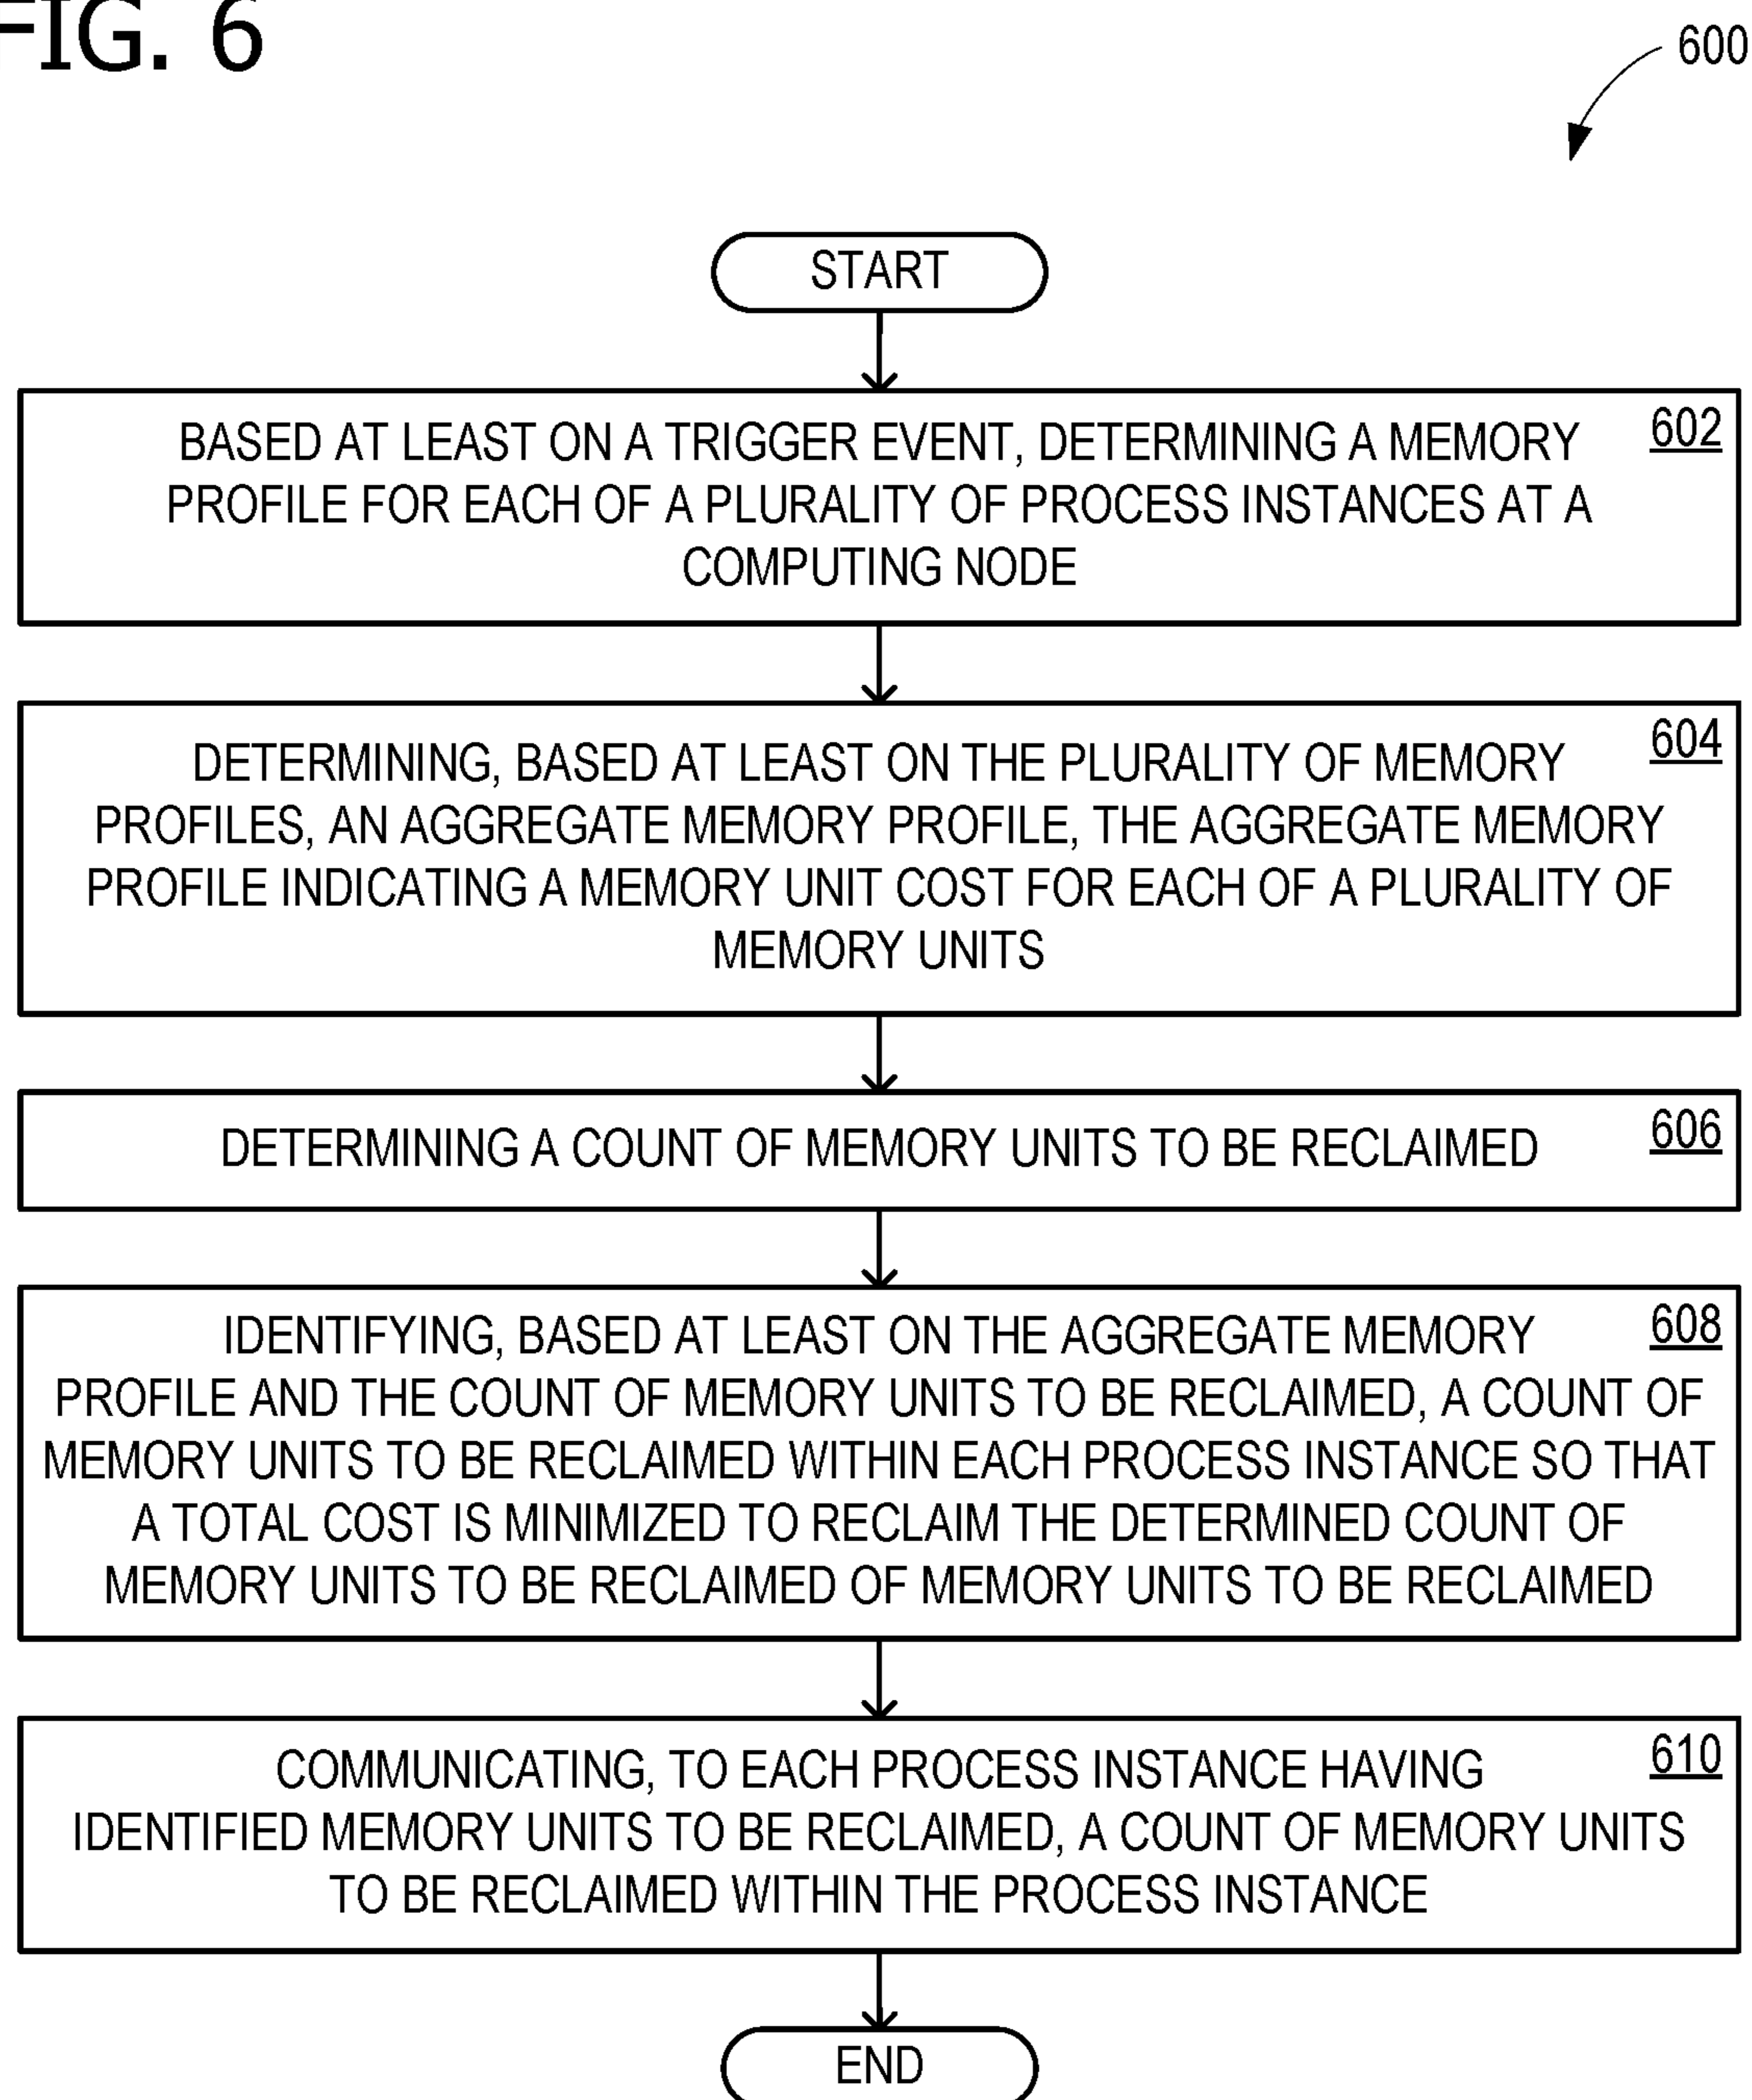 FIG. 6
600
START
602
BASED AT LEAST ON A TRIGGER EVENT, DETERMINING A MEMORY
PROFILE FOR EACH OF A PLURALITY OF PROCESS INSTANCES AT A
COMPUTING NODE
604
DETERMINING, BASED AT LEAST ON THE PLURALITY OF MEMORY
PROFILES, AN AGGREGATE MEMORY PROFILE, THE AGGREGATE MEMORY
PROFILE INDICATING A MEMORY UNIT COST FOR EACH OF A PLURALITY OF
MEMORY UNITS
606
DETERMINING A COUNT OF MEMORY UNITS TO BE RECLAIMED
608
IDENTIFYING, BASED AT LEAST ON THE AGGREGATE MEMORY
PROFILE AND THE COUNT OF MEMORY UNITS TO BE RECLAIMED, A COUNT OF
MEMORY UNITS TO BE RECLAIMED WITHIN EACH PROCESS INSTANCE SO THAT
A TOTAL COST IS MINIMIZED TO RECLAIM THE DETERMINED COUNT OF
MEMORY UNITS TO BE RECLAIMED OF MEMORY UNITS TO BE RECLAIMED
610
COMMUNICATING, TO EACH PROCESS INSTANCE HAVING
IDENTIFIED MEMORY UNITS TO BE RECLAIMED, A COUNT OF MEMORY UNITS
TO BE RECLAIMED WITHIN THE PROCESS INSTANCE
END